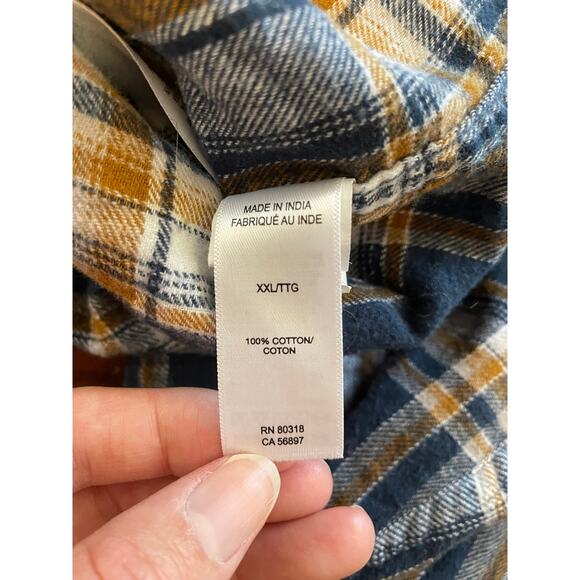 MADE IN INDIA
FABRIQUÉ AU INDE
XXL/TTG
100% COTTON/
COTON
RN 80318
CA 56897